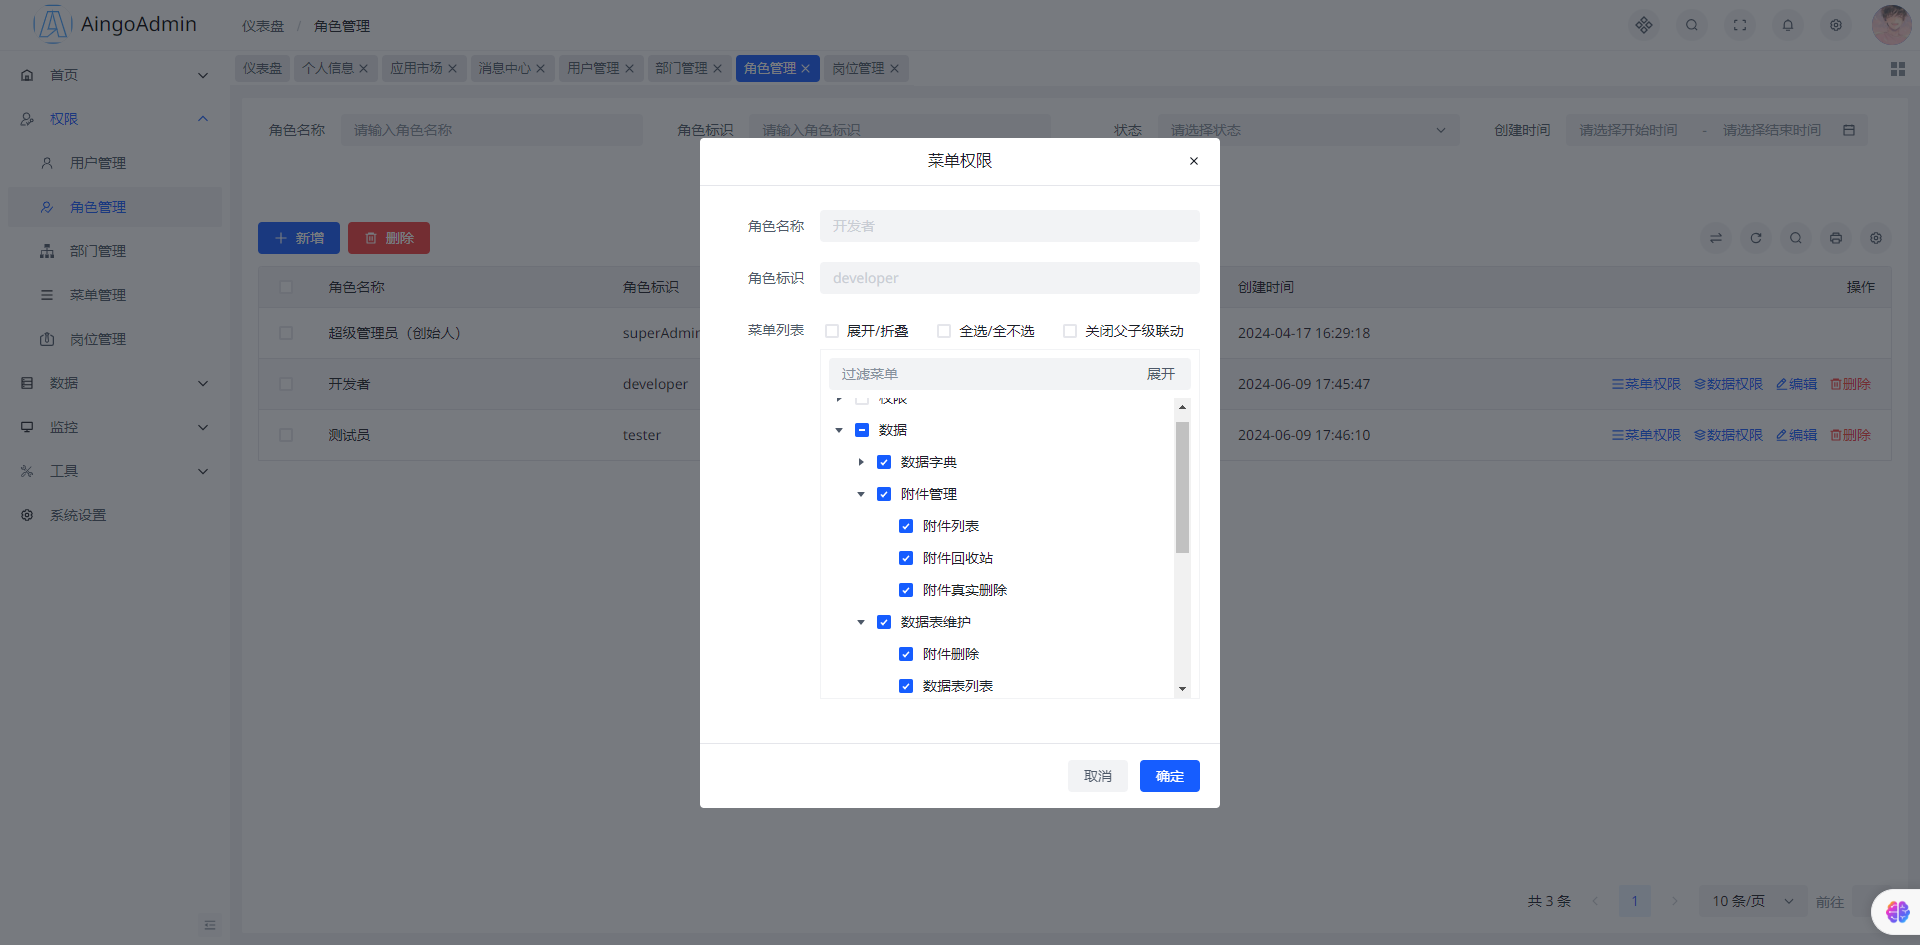 AingoAdmin
仪表盘 / 角色管理
仪表盘 个人信息 应用市场 消息中心 用户管理 部门管理 角色管理 岗位管理
首页
权限
用户管理
角色管理
部门管理
菜单管理
岗位管理
数据
监控
工具
系统设置
角色名称 请输入角色名称 角色标识 请输入角色标识 状态 请选择状态 创建时间 请选择开始时间 - 请选择结束时间
新增 删除
角色名称 角色标识 创建时间 操作
超级管理员（创始人） superAdmin 2024-04-17 16:29:18
开发者 developer 2024-06-09 17:45:47 菜单权限 数据权限 编辑 删除
测试员 tester 2024-06-09 17:46:10 菜单权限 数据权限 编辑 删除
菜单权限
角色名称 开发者
角色标识 developer
菜单列表 展开/折叠 全选/全不选 关闭父子级联动
过滤菜单 展开
权限
数据
数据字典
附件管理
附件列表
附件回收站
附件真实删除
数据表维护
附件删除
数据表列表
取消 确定
共 3 条 1 10 条/页 前往